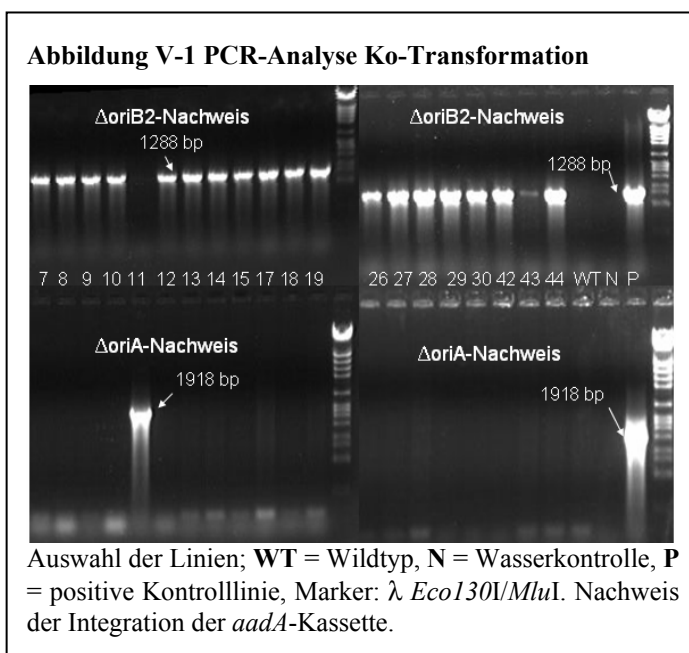 Abbildung V-1 PCR-Analyse Ko-Transformation
ΔoriB2-Nachweis
1288 bp
7 8 9 10 11 12 13 14 15 17 18 19
ΔoriB2-Nachweis
1288 bp
26 27 28 29 30 42 43 44 WT N P
ΔoriA-Nachweis
1918 bp
ΔoriA-Nachweis
1918 bp
Auswahl der Linien; WT = Wildtyp, N = Wasserkontrolle, P
= positive Kontrolllinie, Marker: λ Eco130I/MluI. Nachweis
der Integration der aadA-Kassette.